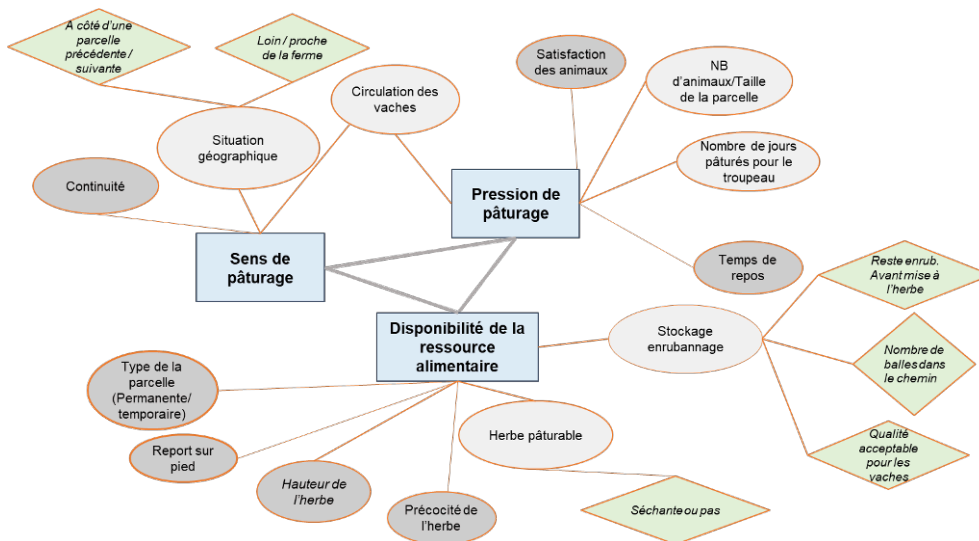 A côté d'une
parcelle
précédente /
suivante
Loin / proche
de la ferme
Satisfaction
des animaux
NB
d'animaux/Taille
de la parcelle
Circulation des
vaches
Situation
géographique
Nombre de jours
pâturés pour le
troupeau
Continuité
Pression de
pâturage
Sens de
pâturage
Temps de
repos
Reste enrub.
Avant mise à
l'herbe
Disponibilité de la
ressource
alimentaire
Stockage
enrubannage
Nombre de
balles dans
le chemin
Type de la parcelle
(Permanente/
temporaire)
Herbe pâturable
Qualité
acceptable
pour les
vaches
Report sur
pied
Hauteur de
l'herbe
Précocité de
l'herbe
Séchante ou pas